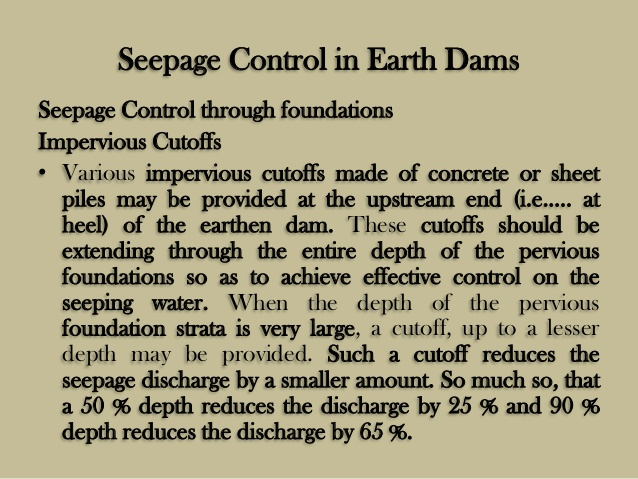 Seepage Control in Earth Dams
Seepage Control through foundations
Impervious Cutoffs
• Various impervious cutoffs made of concrete or sheet
piles may be provided at the upstream end (i.e..... at
heel) of the earthen dam. These cutoffs should be
extending through the entire depth of the pervious
foundations so as to achieve effective control on the
seeping water. When the depth of the pervious
foundation strata is very large, a cutoff, up to a lesser
depth may be provided. Such a cutoff reduces the
seepage discharge by a smaller amount. So much so, that
a 50 % depth reduces the discharge by 25 % and 90 %
depth reduces the discharge by 65 %.